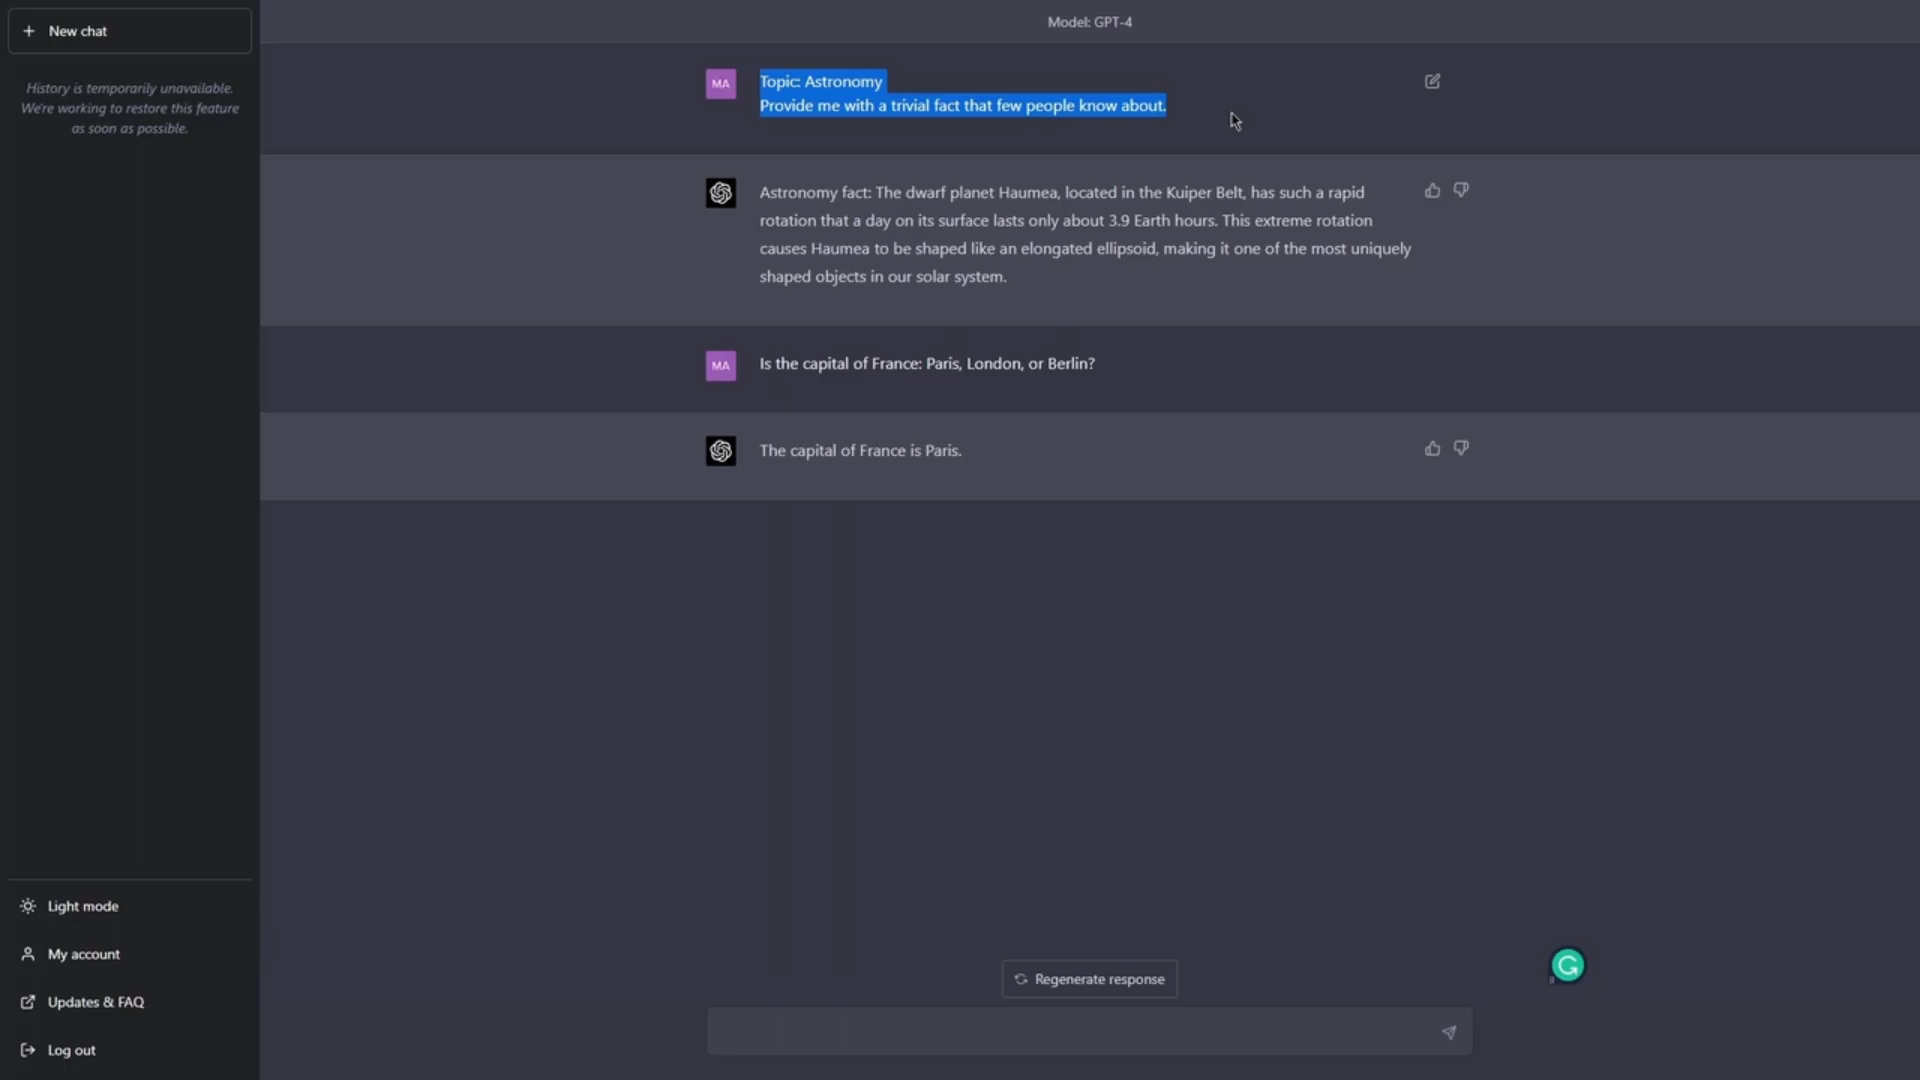 New chat
History is temporarily unavailable.
We're working to restore this feature
as soon as possible.
Model: GPT-4
MA
Topic: Astronomy
Provide me with a trivial fact that few people know about.
Astronomy fact: The dwarf planet Haumea, located in the Kuiper Belt, has such a rapid
rotation that a day on its surface lasts only about 3.9 Earth hours. This extreme rotation
causes Haumea to be shaped like an elongated ellipsoid, making it one of the most uniquely
shaped objects in our solar system.
MA
Is the capital of France: Paris, London, or Berlin?
The capital of France is Paris.
Regenerate response
Light mode
My account
Updates & FAQ
Log out